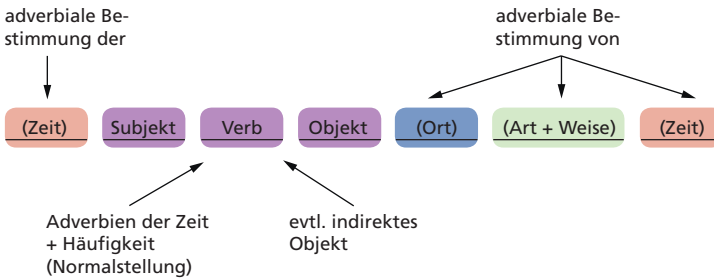 adverbiale Be-
stimmung der
adverbiale Be-
stimmung von
(Zeit) Subjekt Verb Objekt (Ort) (Art + Weise) (Zeit)
Adverbien der Zeit
+ Häufigkeit
(Normalstellung)
evtl. indirektes
Objekt